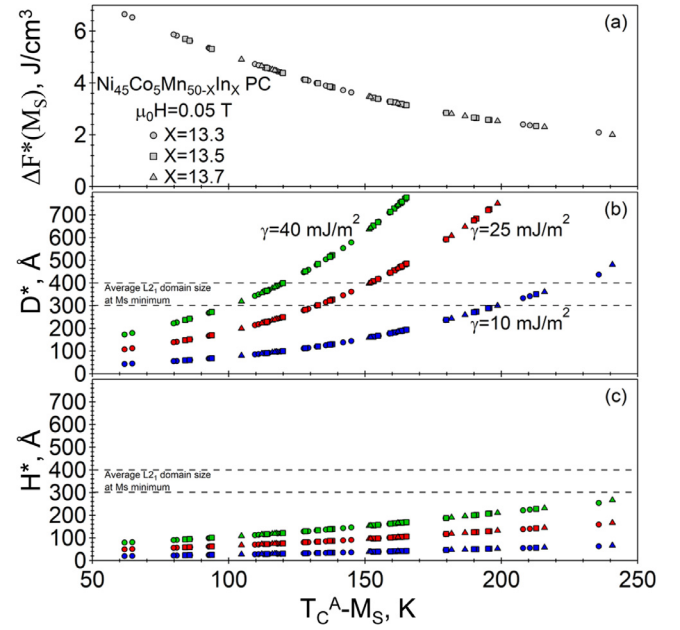 (a)
6
4
2
0
ΔF*(M_S), J/cm³
Ni₄₅Co₅Mn₅₀₋ₓInₓ PC
μ₀H=0.05 T
X=13.3
X=13.5
X=13.7
(b)
700
600
500
400
300
200
100
0
D*, Å
γ=40 mJ/m²
γ=25 mJ/m²
γ=10 mJ/m²
Average L2₁ domain size
at Ms minimum
(c)
700
600
500
400
300
200
100
0
H*, Å
Average L2₁ domain size
at Ms minimum
50
100
150
200
250
T_C^A-M_S, K